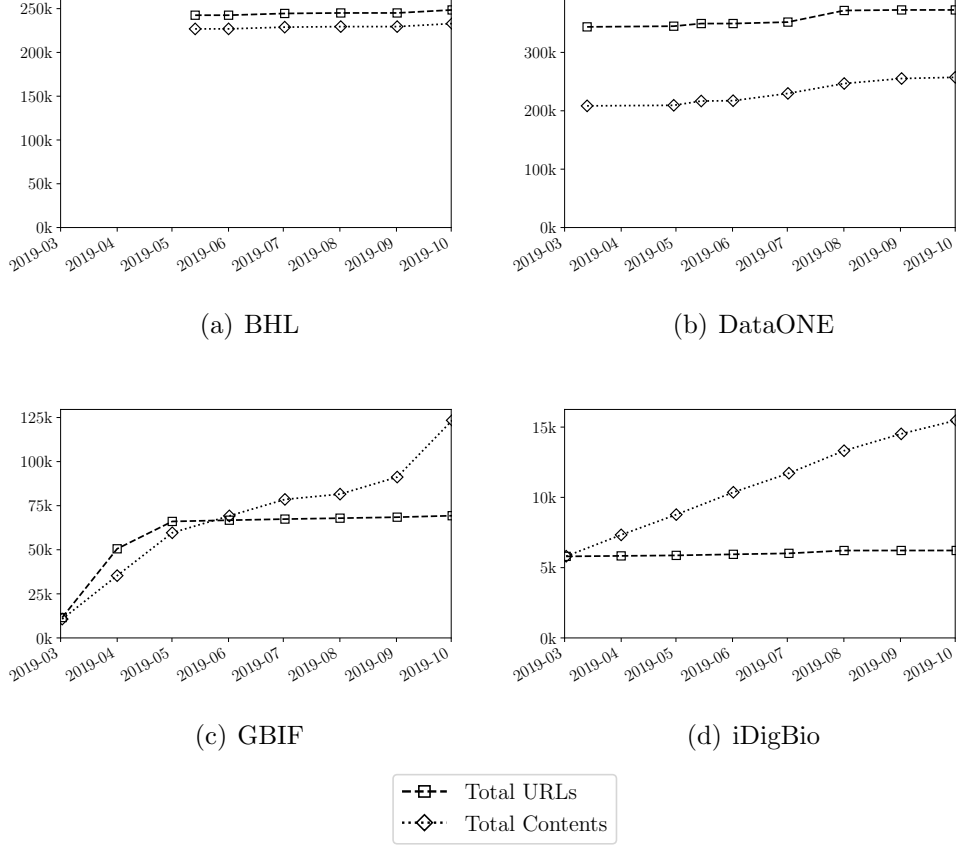 250k
200k
150k
100k
50k
0k
2019-03
2019-04
2019-05
2019-06
2019-07
2019-08
2019-09
2019-10
(a) BHL
300k
200k
100k
0k
2019-03
2019-04
2019-05
2019-06
2019-07
2019-08
2019-09
2019-10
(b) DataONE
125k
100k
75k
50k
25k
0k
2019-03
2019-04
2019-05
2019-06
2019-07
2019-08
2019-09
2019-10
(c) GBIF
15k
10k
5k
0k
2019-03
2019-04
2019-05
2019-06
2019-07
2019-08
2019-09
2019-10
(d) iDigBio
Total URLs
Total Contents